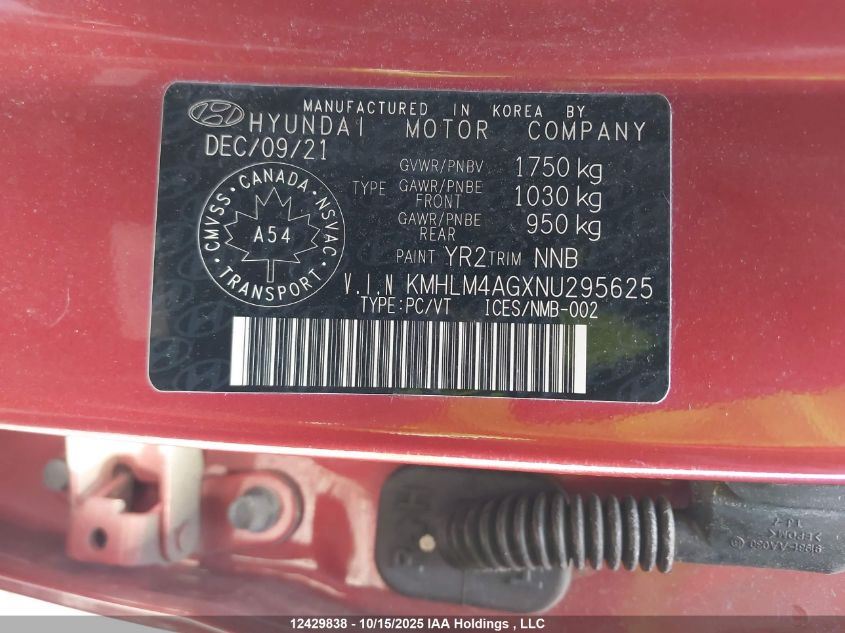 MANUFACTURED IN KOREA BY
HYUNDAI MOTOR COMPANY
DEC/09/21
GVWR/PNBV 1750 kg
TYPE GAWR/PNBE FRONT 1030 kg
GAWR/PNBE REAR 950 kg
CMVSS · CANADA · NSVAC
A54
· TRANSPORT ·
PAINT YR2 TRIM NNB
V.I.N KMHLM4AGXNU295625
TYPE:PC/VT ICES/NMB-002
>EPDM<
12429838 - 10/15/2025 IAA Holdings , LLC